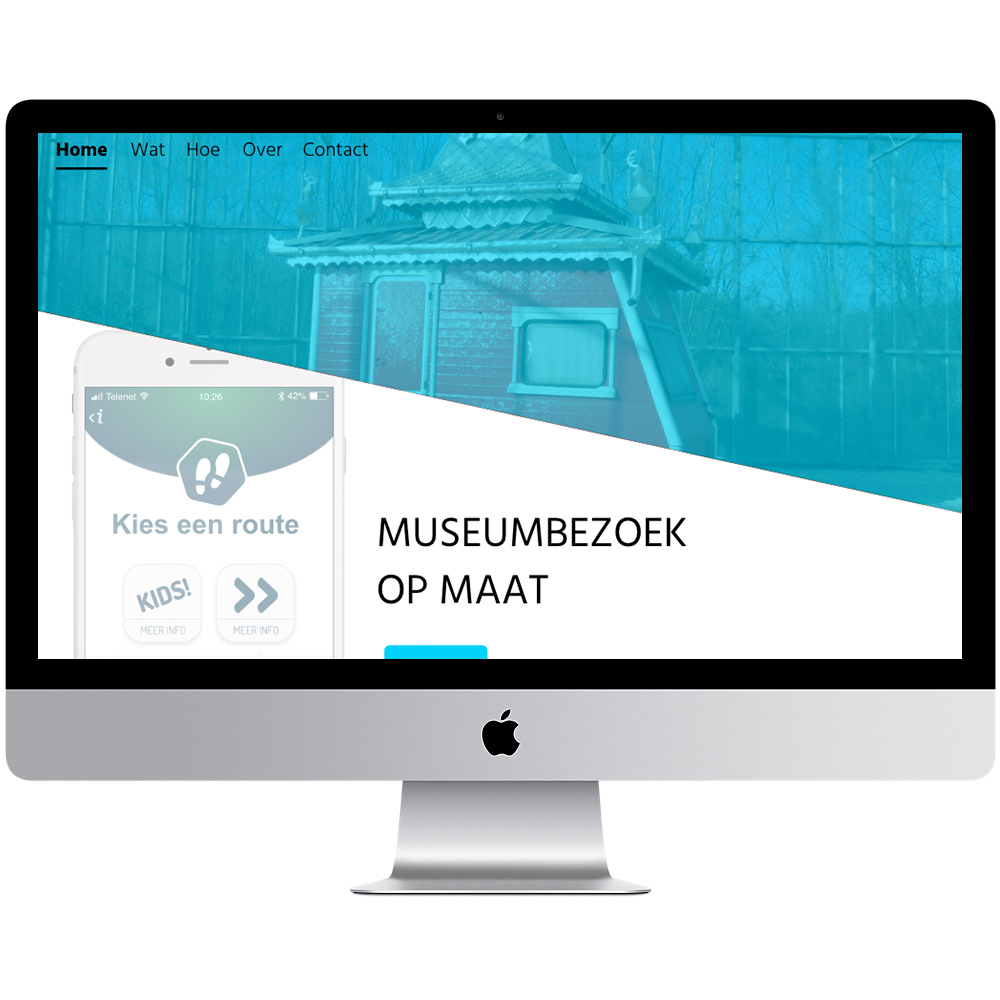 Home Wat Hoe Over Contact
Telenet 10:26 42%
<i
Kies een route
KIDS!
MEER INFO MEER INFO
MUSEUMBEZOEK
OP MAAT